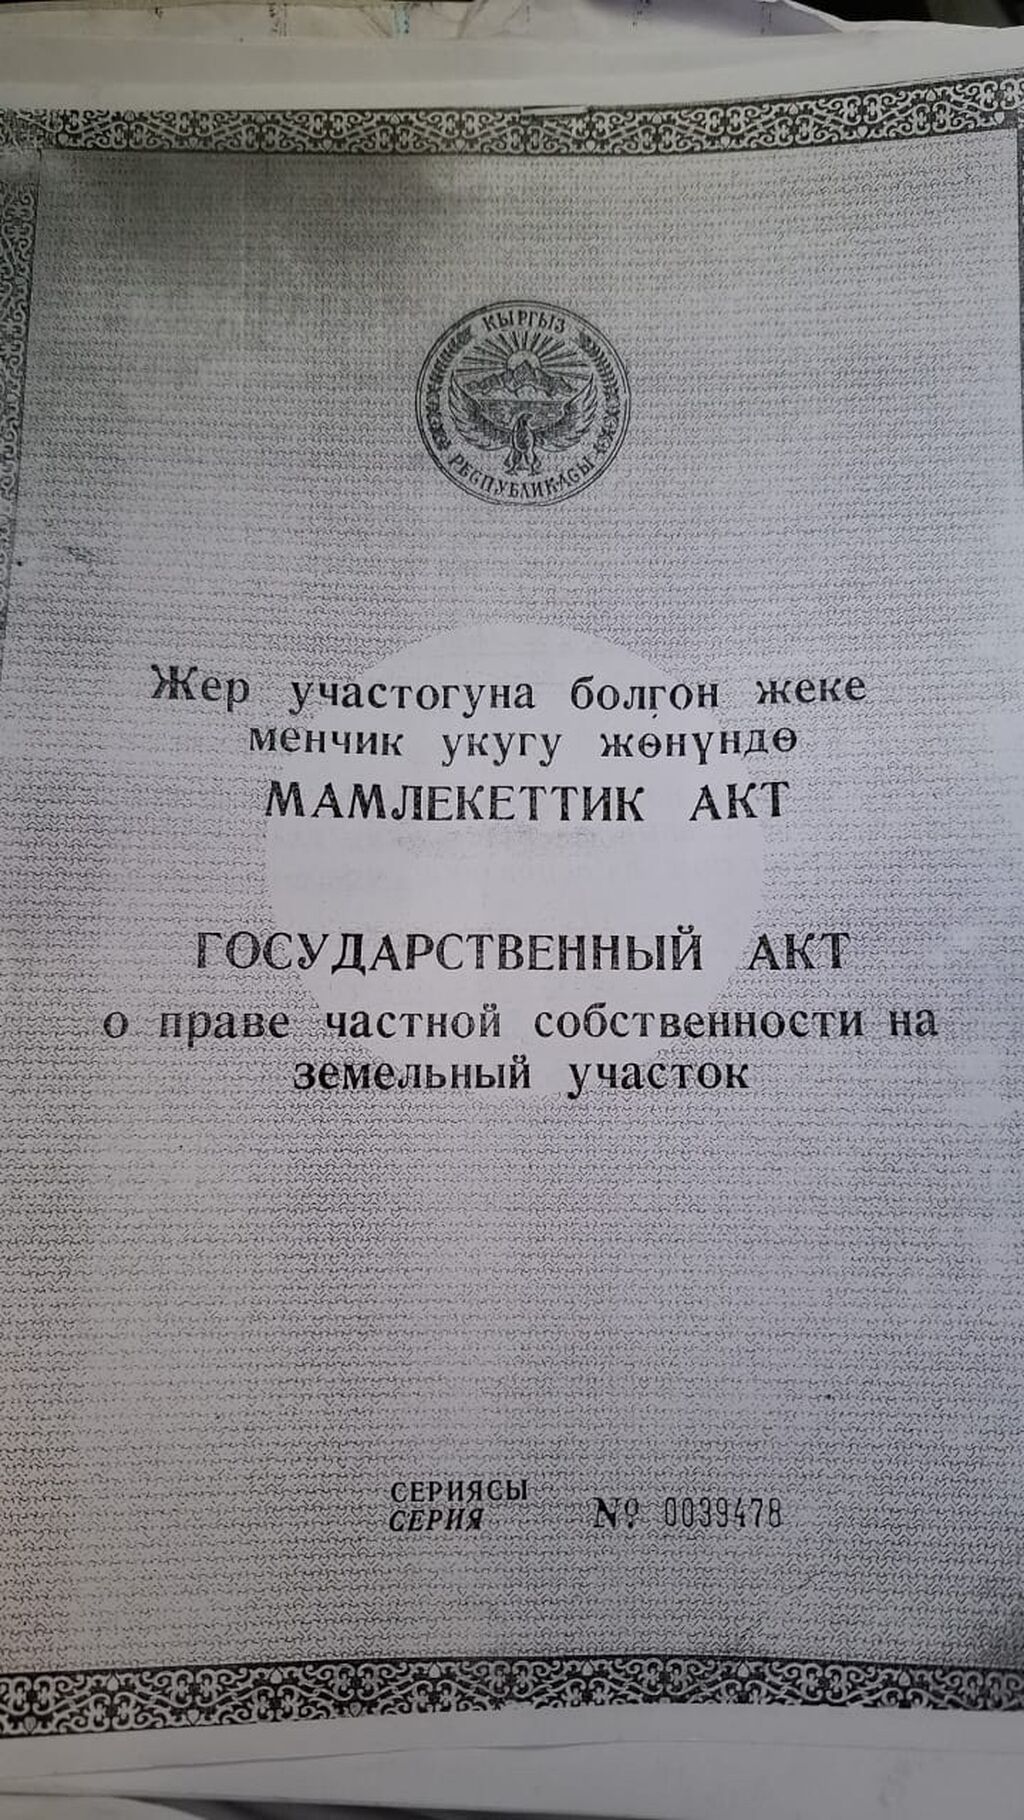 КЫРГЫЗ
РЕСПУБЛИКАСЫ
Жер участогуна болгон жеке
менчик укугу жөнүндө
МАМЛЕКЕТТИК АКТ
ГОСУДАРСТВЕННЫЙ АКТ
о праве частной собственности на
земельный участок
СЕРИЯСЫ
СЕРИЯ № 0039478